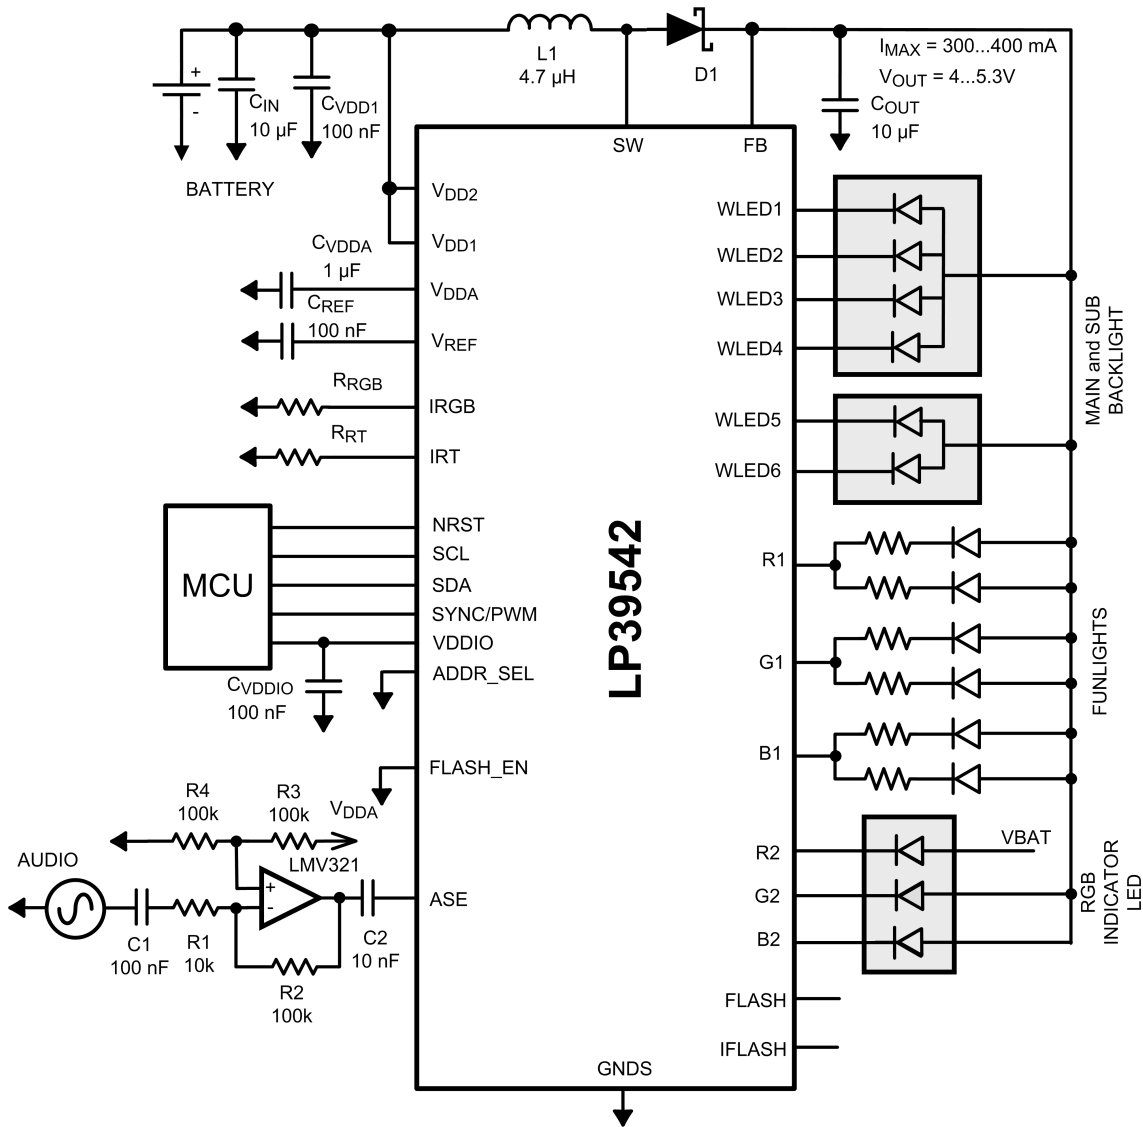 L1
4.7 µH
D1
IMAX = 300...400 mA
VOUT = 4...5.3V
+
-
CIN
10 µF
CVDD1
100 nF
COUT
10 µF
BATTERY
SW
FB
VDD2
VDD1
CVDDA
1 µF
VDDA
CREF
100 nF
VREF
RRGB
IRGB
RRT
IRT
MCU
NRST
SCL
SDA
SYNC/PWM
VDDIO
ADDR_SEL
CVDDIO
100 nF
FLASH_EN
R4
100k
R3
100k
VDDA
LMV321
AUDIO
+
-
ASE
C1
100 nF
R1
10k
C2
10 nF
R2
100k
LP39542
WLED1
WLED2
WLED3
WLED4
MAIN and SUB
BACKLIGHT
WLED5
WLED6
R1
G1
B1
FUNLIGHTS
R2
VBAT
G2
B2
RGB
INDICATOR
LED
FLASH
IFLASH
GNDS